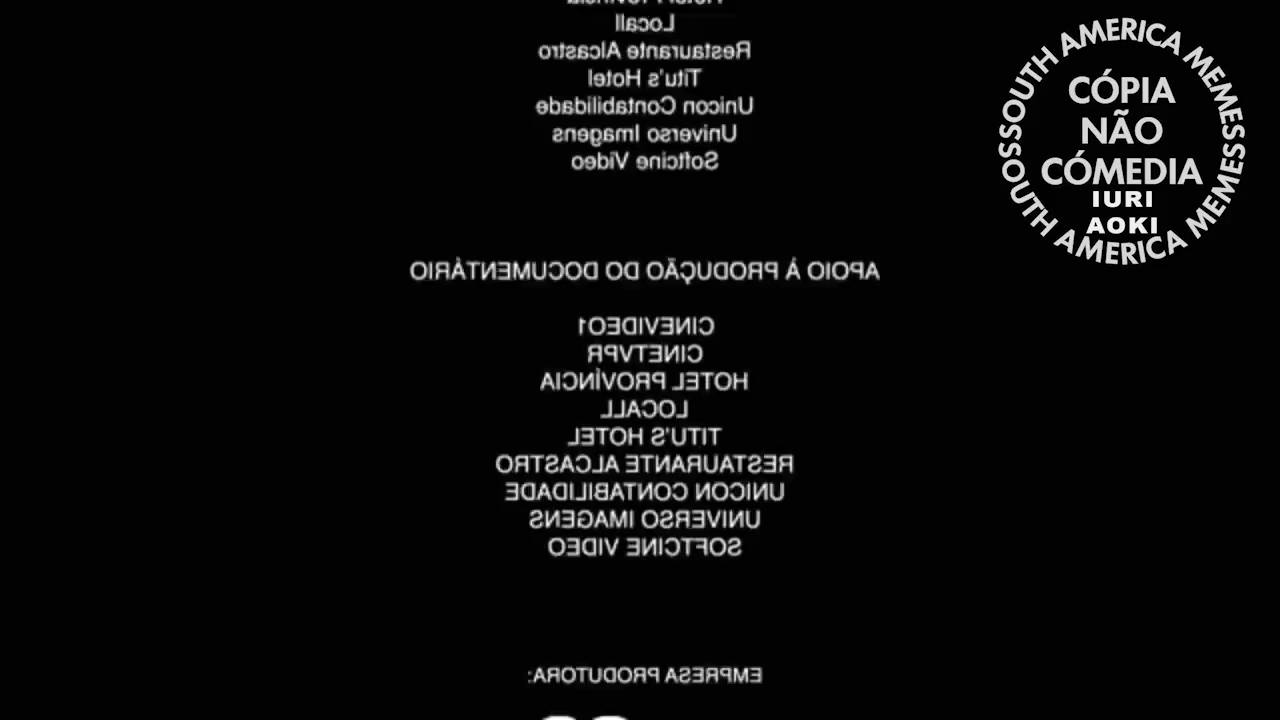 Hotel Província
Locall
Restaurante Alcastro
Titu's Hotel
Unicon Contabilidade
Universo Imagens
Softcine Video
APOIO À PRODUÇÃO DO DOCUMENTÁRIO
CINEVIDEO1
CINETVPR
HOTEL PROVÍNCIA
LOCALL
TITU'S HOTEL
RESTAURANTE ALCASTRO
UNICON CONTABILIDADE
UNIVERSO IMAGENS
SOFTCINE VIDEO
EMPRESA PRODUTORA:
SOUTH AMERICA MEMES
CÓPIA
NÃO
CÓMEDIA
IURI
AOKI
SOUTH AMERICA MEMES